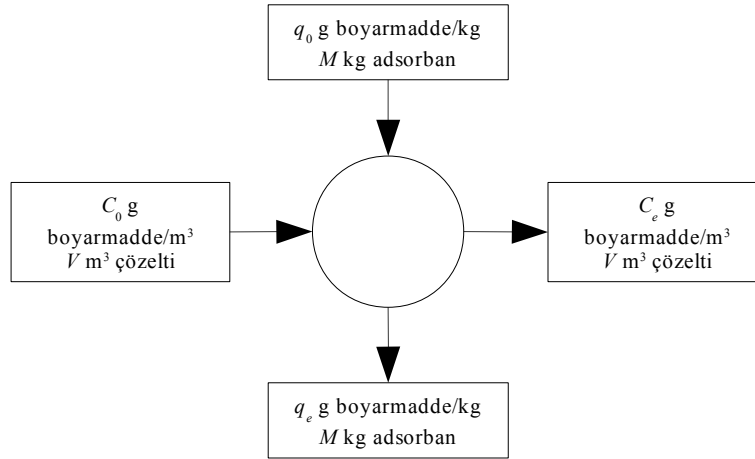 q₀ g boyarmadde/kg
M kg adsorban
C₀ g
boyarmadde/m³
V m³ çözelti
Cₑ g
boyarmadde/m³
V m³ çözelti
qₑ g boyarmadde/kg
M kg adsorban